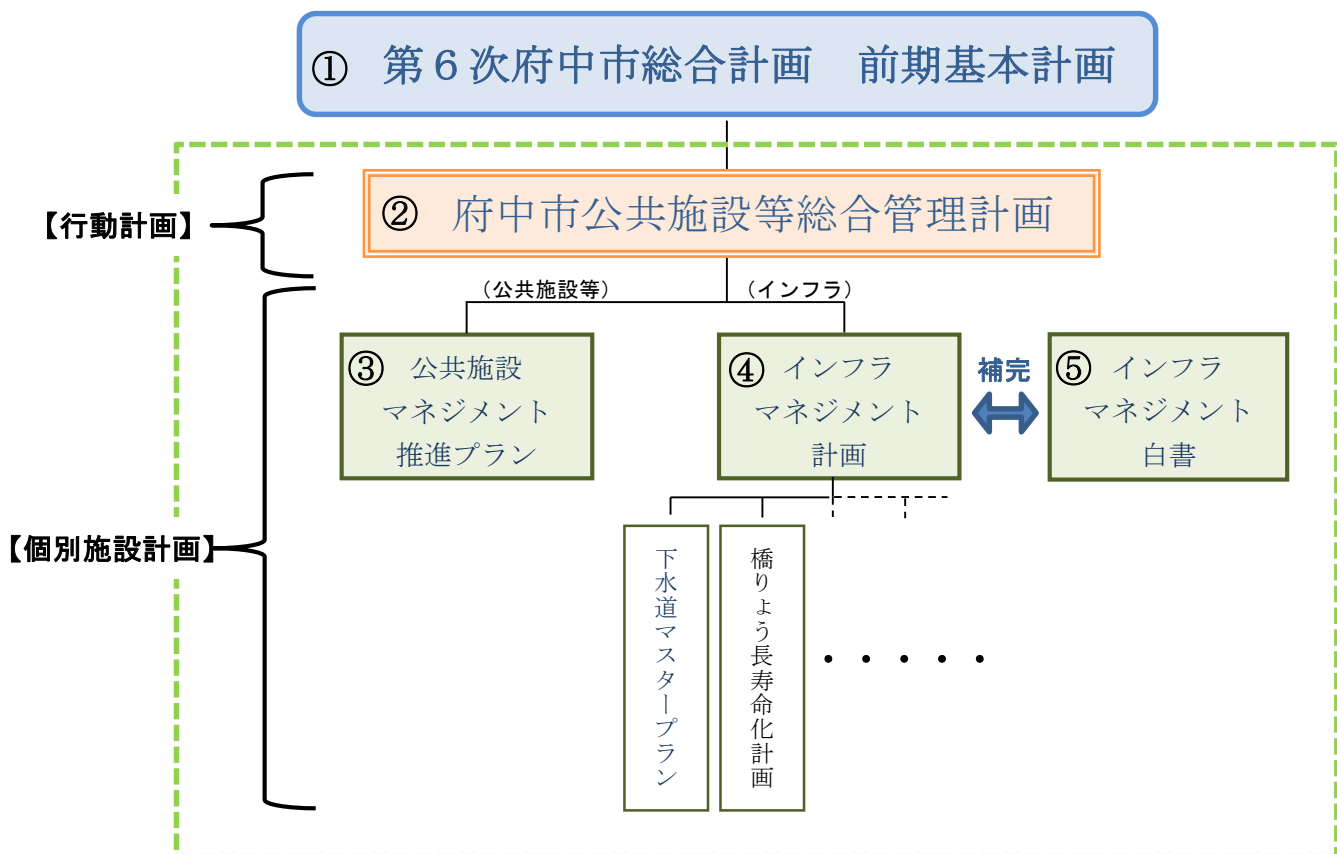 ① 第６次府中市総合計画　前期基本計画
【行動計画】
② 府中市公共施設等総合管理計画
（公共施設等）
（インフラ）
③ 公共施設
マネジメント
推進プラン
④ インフラ
マネジメント
計画
補完
⑤ インフラ
マネジメント
白書
【個別施設計画】
下水道マスタープラン
橋りょう長寿命化計画
・・・・・